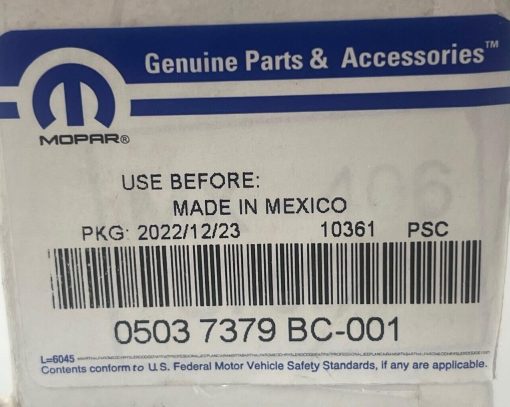 Genuine Parts & Accessories™
MOPAR®
USE BEFORE:
MADE IN MEXICO
PKG: 2022/12/23 10361 PSC
0503 7379 BC-001
L=6045
Contents conform to U.S. Federal Motor Vehicle Safety Standards, if any are applicable.